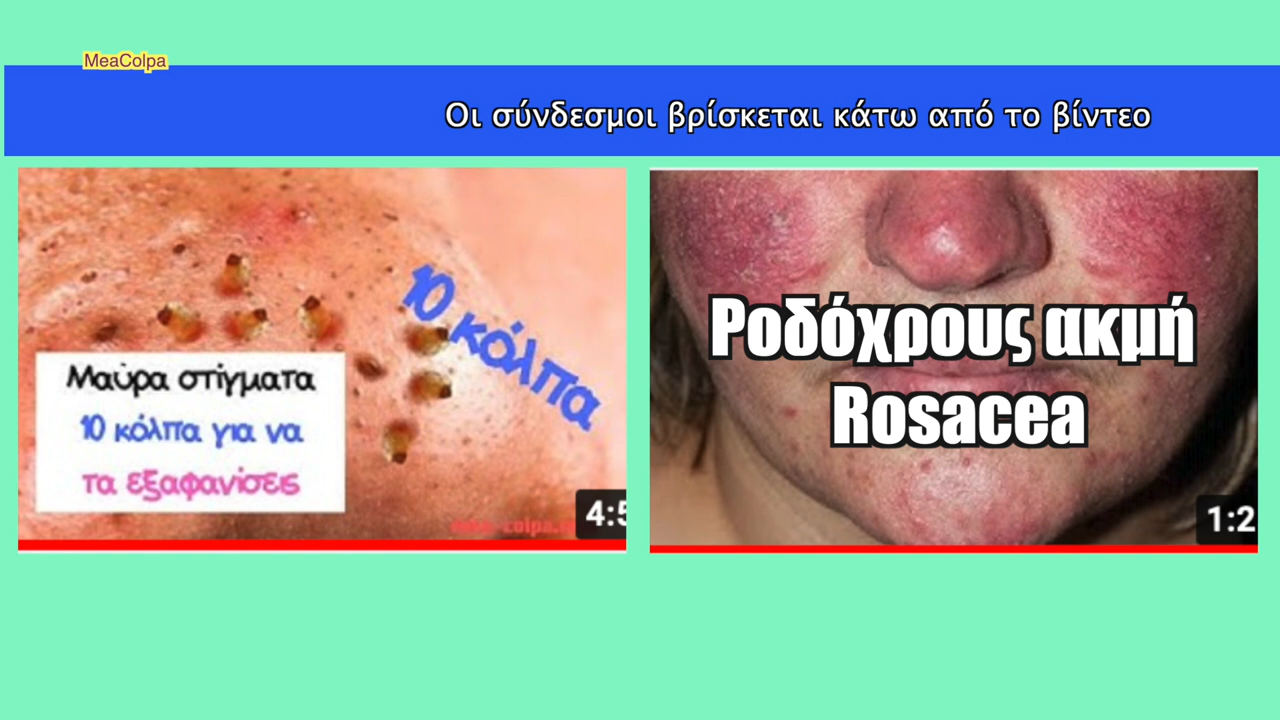 MeaColpa
Οι σύνδεσμοι βρίσκεται κάτω από το βίντεο
10 κόλπα
Μαύρα στίγματα
10 κόλπα για να
τα εξαφανίσεις
4:5
Ροδόχρους ακμή
Rosacea
1:2